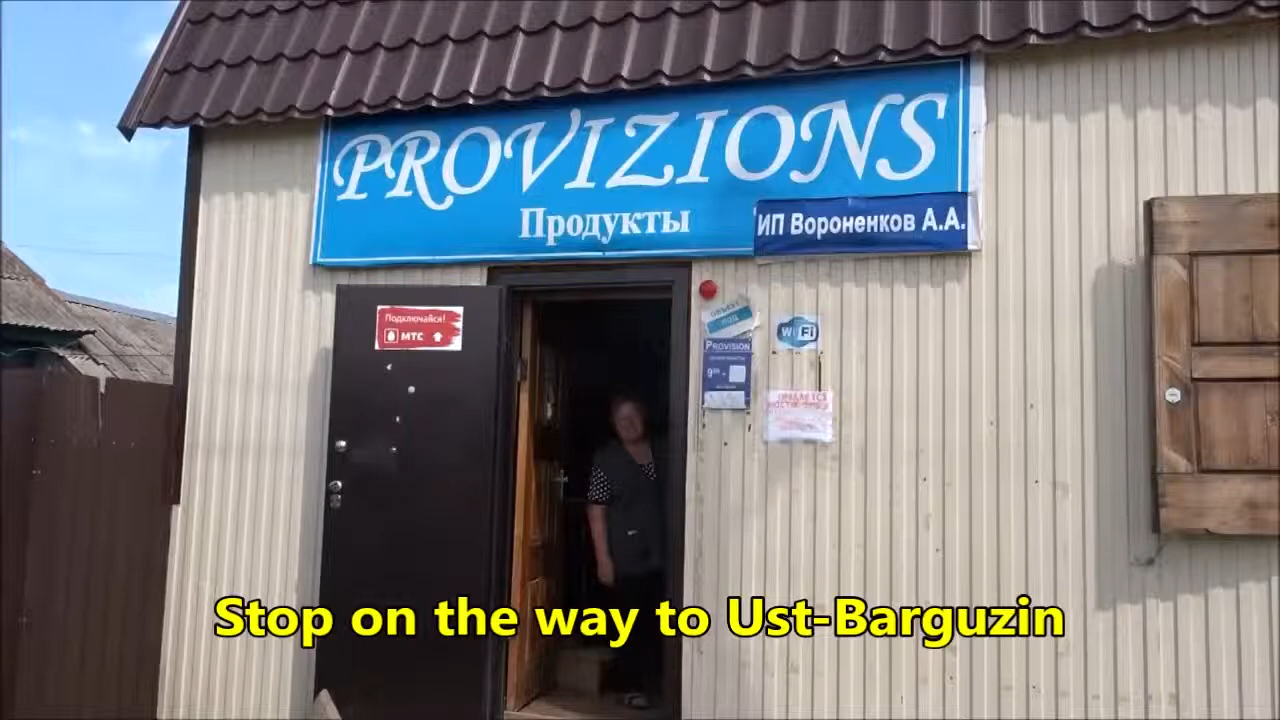 PROVIZIONS
Продукты
ИП Вороненков А.А.
Подключайся!
МТС
WiFi
PROVISION
Stop on the way to Ust-Barguzin